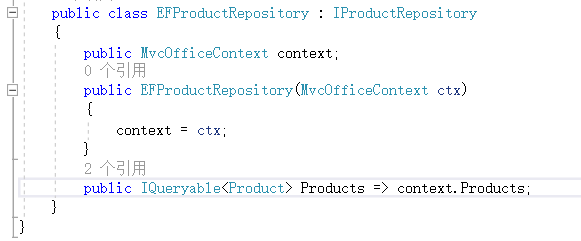 public class EFProductRepository : IProductRepository
{
public MvcOfficeContext context;
0 个引用
public EFProductRepository(MvcOfficeContext ctx)
{
context = ctx;
}
2 个引用
public IQueryable<Product> Products => context.Products;
}
}